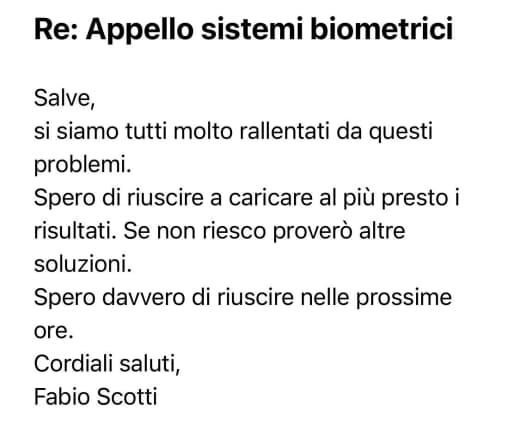 Re: Appello sistemi biometrici
Salve,
si siamo tutti molto rallentati da questi
problemi.
Spero di riuscire a caricare al più presto i
risultati. Se non riesco proverò altre
soluzioni.
Spero davvero di riuscire nelle prossime
ore.
Cordiali saluti,
Fabio Scotti